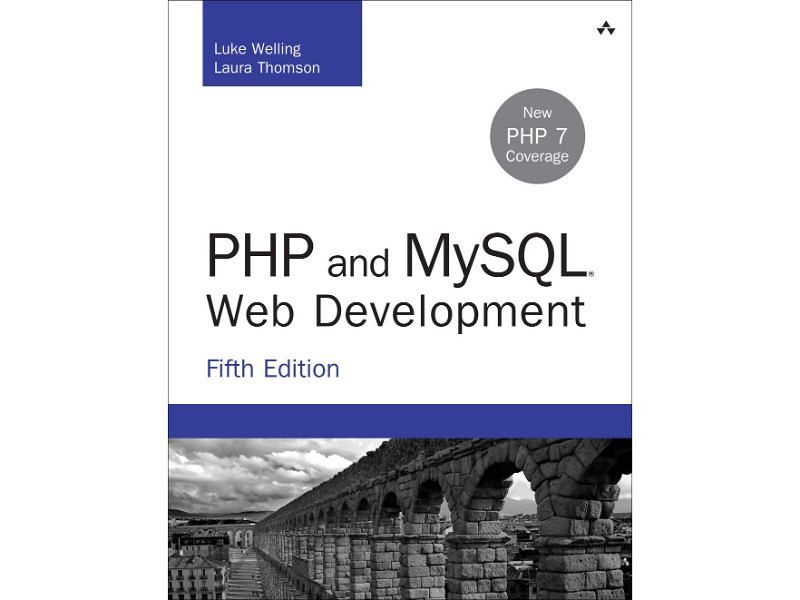 Luke Welling
Laura Thomson
New
PHP 7
Coverage
PHP and MySQL®
Web Development
Fifth Edition